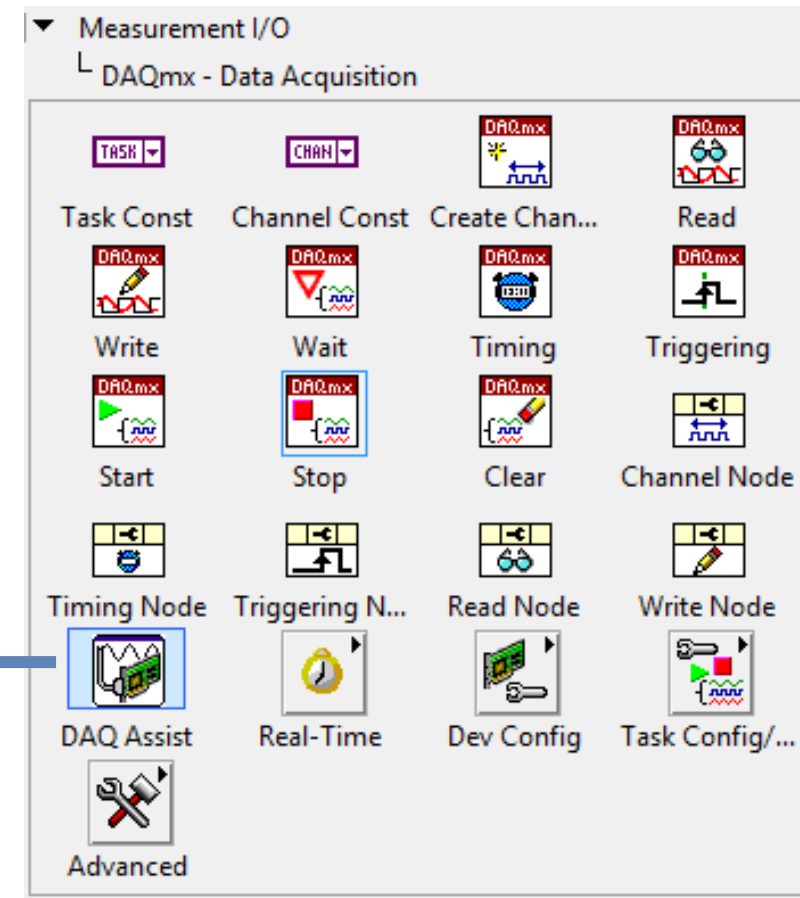 Measurement I/O
DAQmx - Data Acquisition
TASK CHAN DAQmx DAQmx
Task Const Channel Const Create Chan... Read
DAQmx DAQmx DAQmx DAQmx
Write Wait Timing Triggering
DAQmx DAQmx DAQmx
Start Stop Clear Channel Node
Timing Node Triggering N... Read Node Write Node
DAQ Assist Real-Time Dev Config Task Config/...
Advanced